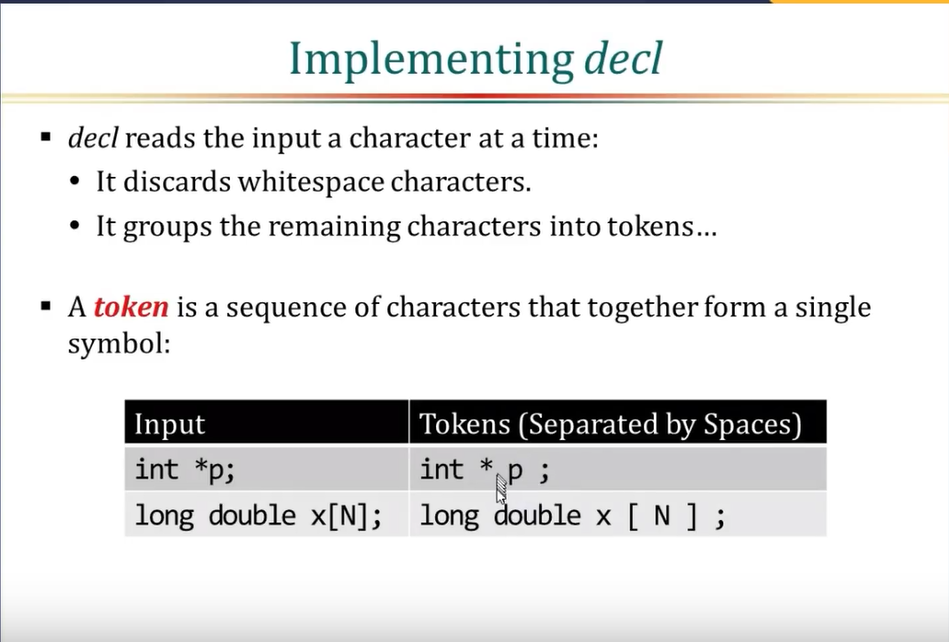 Implementing decl
▪ decl reads the input a character at a time:
• It discards whitespace characters.
• It groups the remaining characters into tokens…
▪ A token is a sequence of characters that together form a single
symbol:
Input Tokens (Separated by Spaces)
int *p; int * p ;
long double x[N]; long double x [ N ] ;